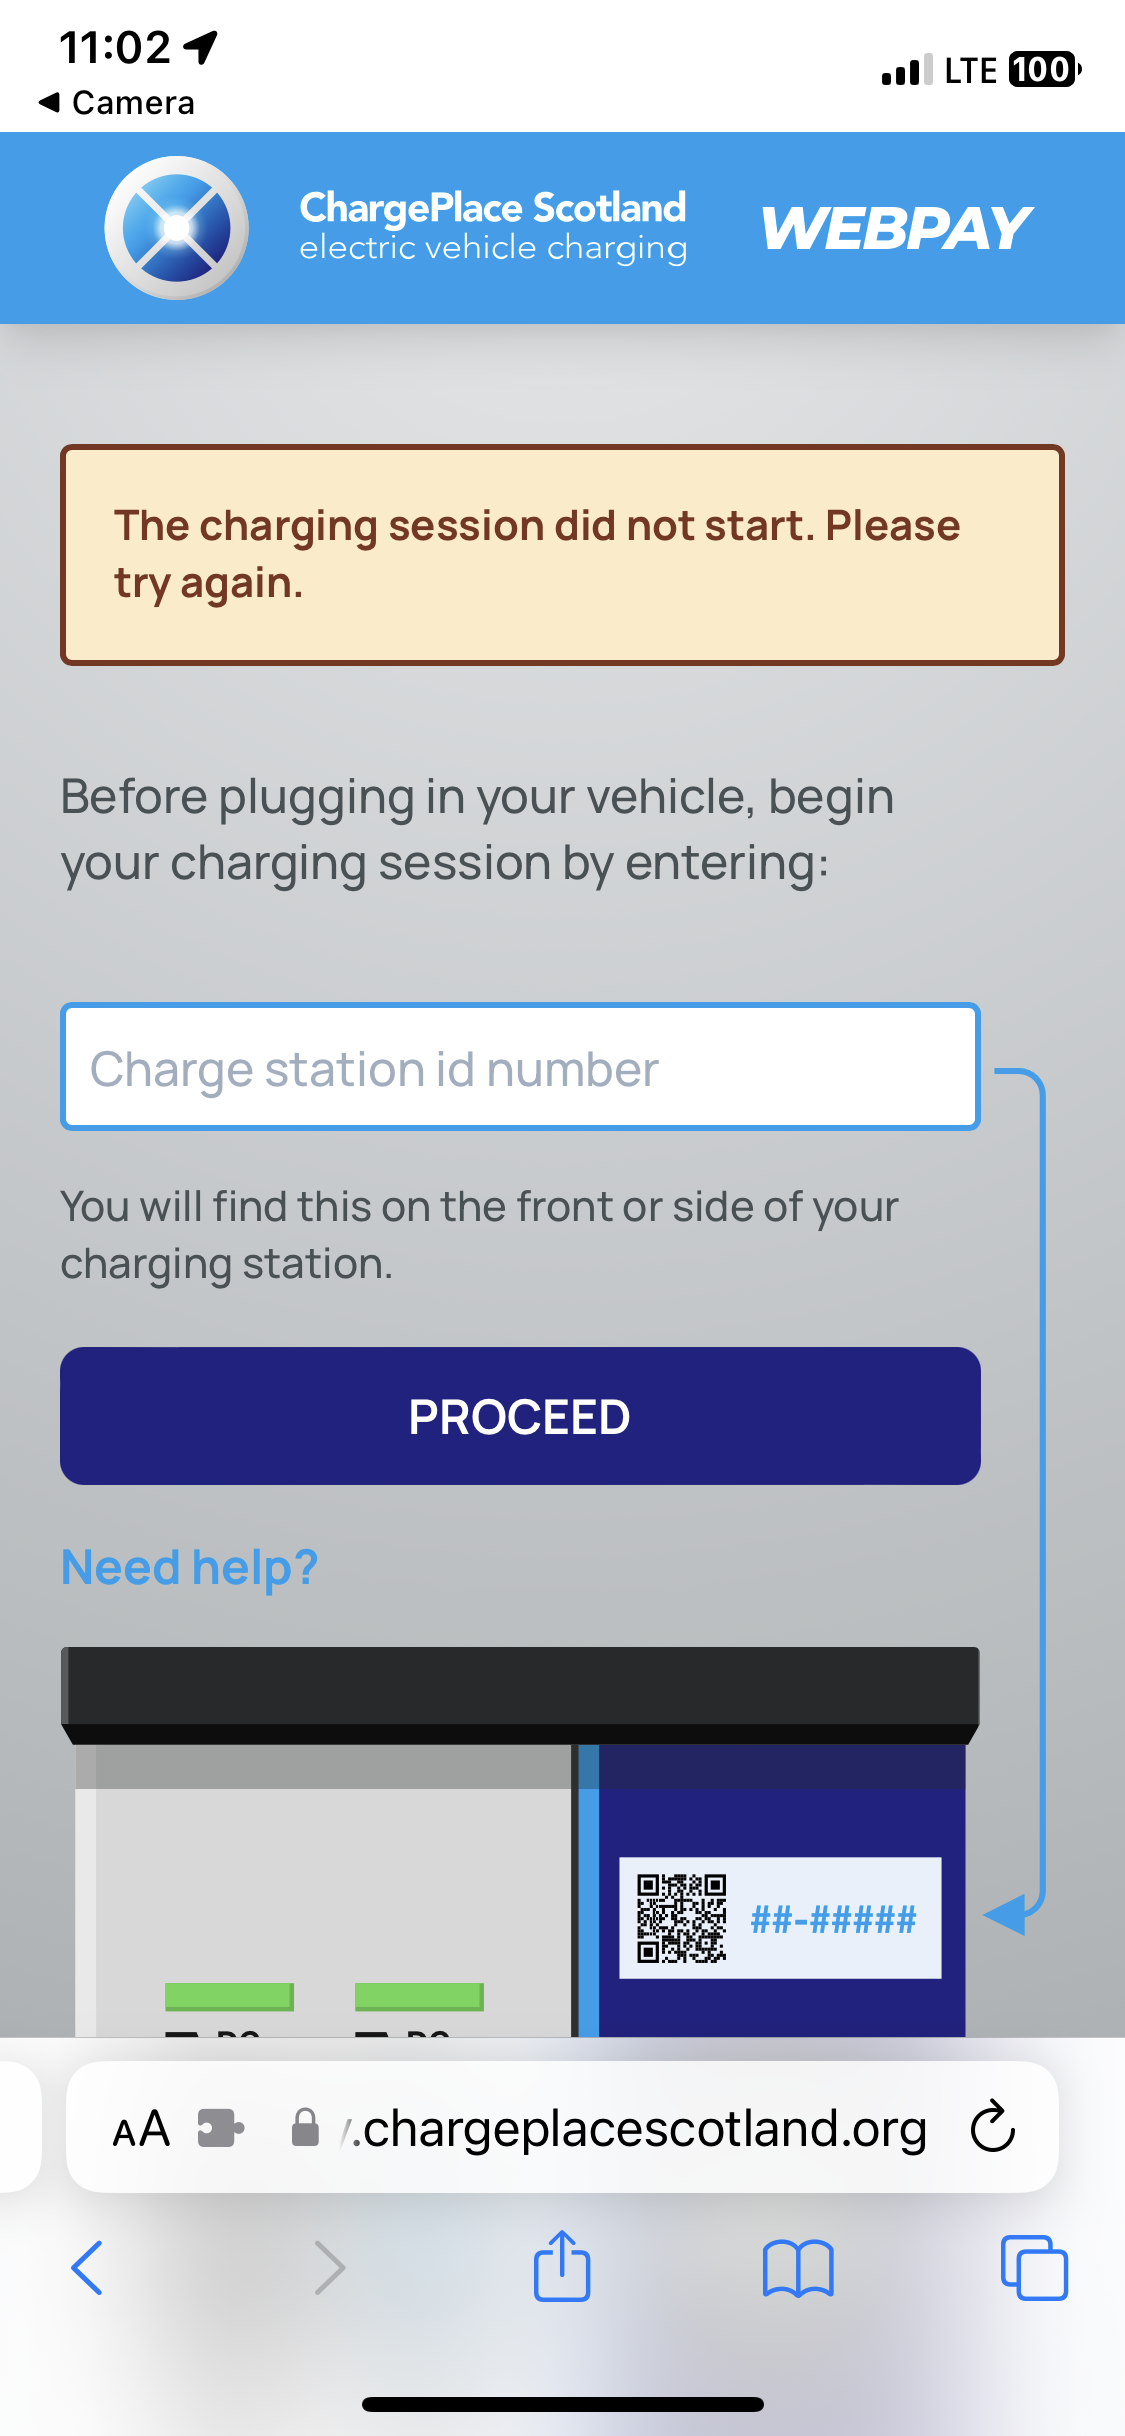 11:02
LTE 100
Camera
ChargePlace Scotland
electric vehicle charging
WEBPAY
The charging session did not start. Please
try again.
Before plugging in your vehicle, begin
your charging session by entering:
Charge station id number
You will find this on the front or side of your
charging station.
PROCEED
Need help?
##-#####
AA
.chargeplacescotland.org